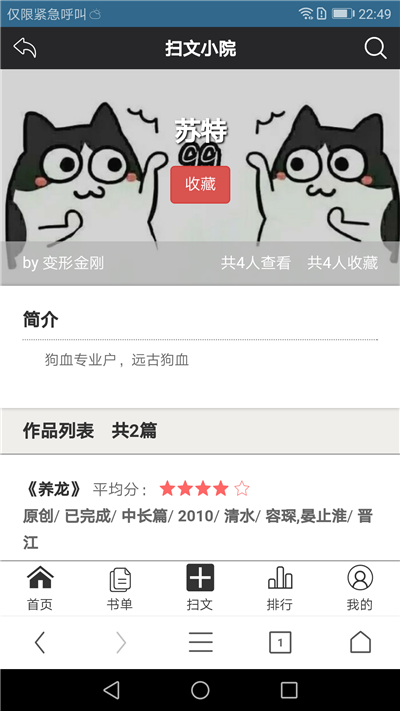 仅限紧急呼叫 22:49
扫文小院
苏特
收藏
by 变形金刚 共4人查看 共4人收藏
简介
狗血专业户，远古狗血
作品列表 共2篇
《养龙》 平均分：
原创/ 已完成/ 中长篇/ 2010/ 清水/ 容琛,晏止淮/ 晋
江
首页 书单 扫文 排行 我的
1